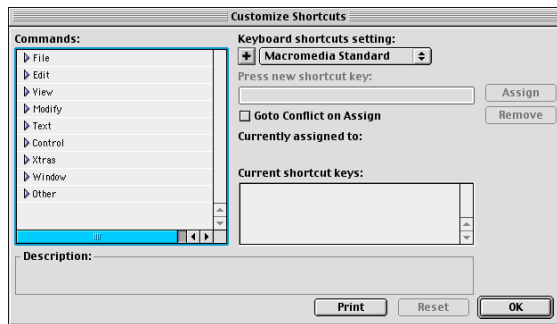 Customize Shortcuts
Commands:
File
Edit
View
Modify
Text
Control
Xtras
Window
Other
Keyboard shortcuts setting:
Macromedia Standard
Press new shortcut key:
Assign
Goto Conflict on Assign
Remove
Currently assigned to:
Current shortcut keys:
Description:
Print
Reset
OK